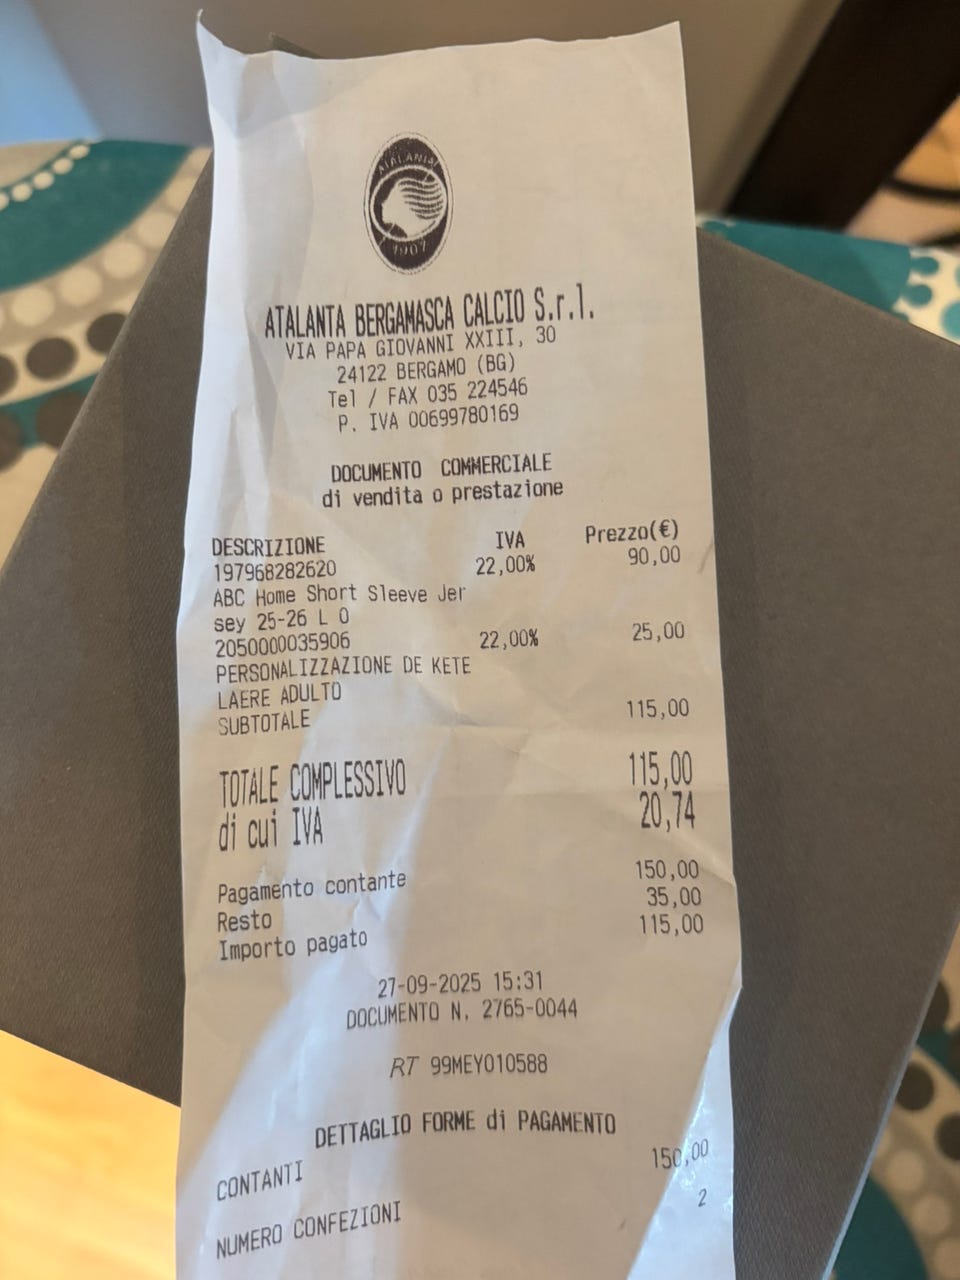 ATALANTA
1907
ATALANTA BERGAMASCA CALCIO S.r.l.
VIA PAPA GIOVANNI XXIII, 30
24122 BERGAMO (BG)
Tel / FAX 035 224546
P. IVA 00699780169
DOCUMENTO COMMERCIALE
di vendita o prestazione
DESCRIZIONE IVA Prezzo(€)
197968282620 22,00% 90,00
ABC Home Short Sleeve Jer
sey 25-26 L O
2050000035906 22,00% 25,00
PERSONALIZZAZIONE DE KETE
LAERE ADULTO
SUBTOTALE 115,00
TOTALE COMPLESSIVO 115,00
di cui IVA 20,74
Pagamento contante 150,00
Resto 35,00
Importo pagato 115,00
27-09-2025 15:31
DOCUMENTO N. 2765-0044
RT 99MEY010588
DETTAGLIO FORME di PAGAMENTO
CONTANTI 150,00
NUMERO CONFEZIONI 2